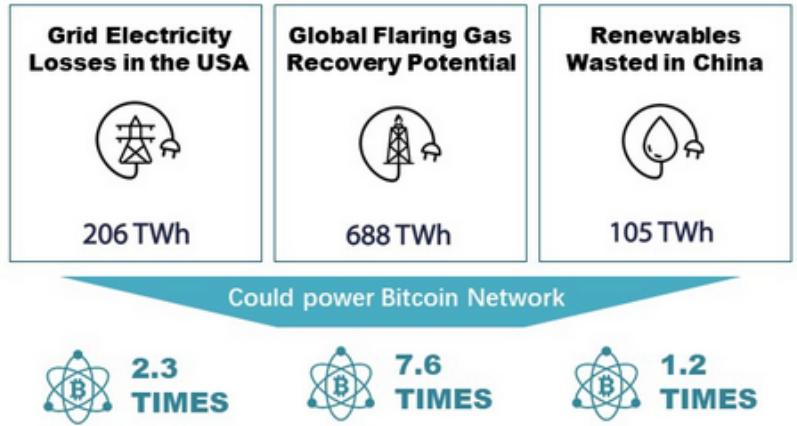 Grid Electricity
Losses in the USA
206 TWh
Global Flaring Gas
Recovery Potential
688 TWh
Renewables
Wasted in China
105 TWh
Could power Bitcoin Network
₿ 2.3
TIMES
₿ 7.6
TIMES
₿ 1.2
TIMES